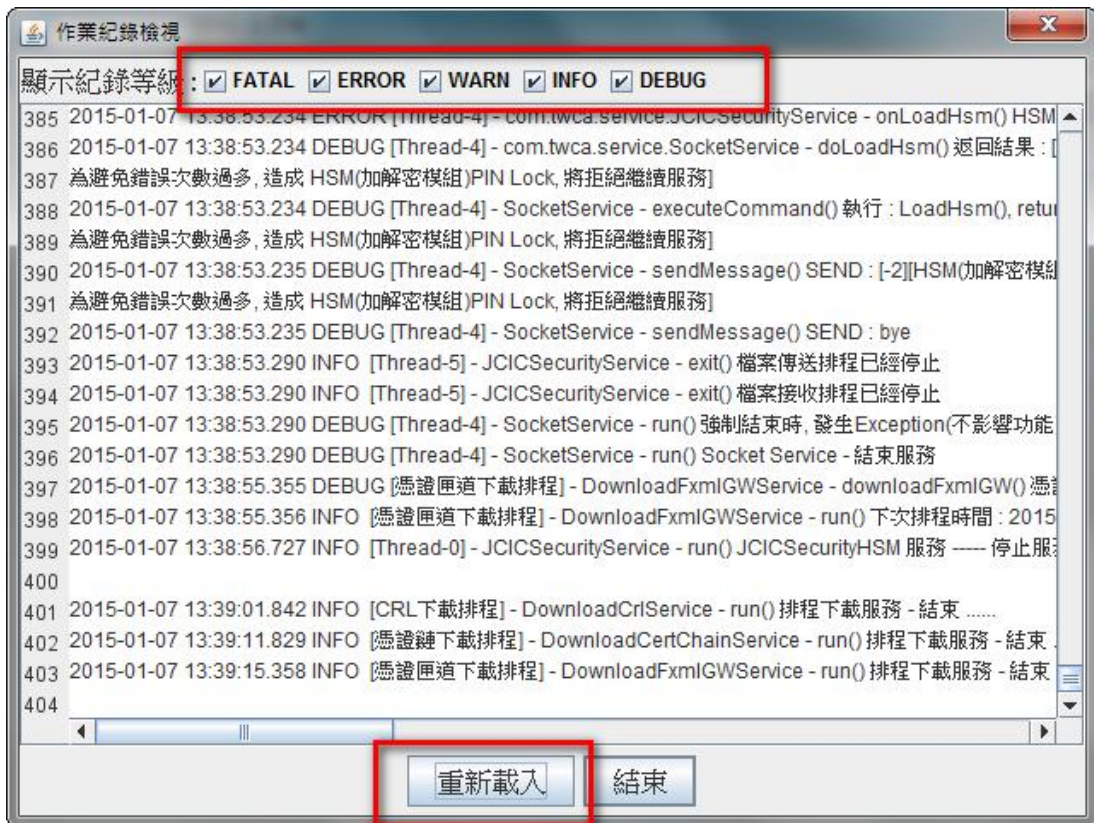 作業紀錄檢視
顯示紀錄等級 : FATAL ERROR WARN INFO DEBUG
385 2015-01-07 13:38:53.234 ERROR [Thread-4] - com.twca.service.JCICSecurityService - onLoadHsm() HSM
386 2015-01-07 13:38:53.234 DEBUG [Thread-4] - com.twca.service.SocketService - doLoadHsm() 返回結果 : [
387 為避免錯誤次數過多, 造成 HSM(加解密模組)PIN Lock, 將拒絕繼續服務]
388 2015-01-07 13:38:53.234 DEBUG [Thread-4] - SocketService - executeCommand() 執行 : LoadHsm(), retur
389 為避免錯誤次數過多, 造成 HSM(加解密模組)PIN Lock, 將拒絕繼續服務]
390 2015-01-07 13:38:53.235 DEBUG [Thread-4] - SocketService - sendMessage() SEND : [-2][HSM(加解密模組
391 為避免錯誤次數過多, 造成 HSM(加解密模組)PIN Lock, 將拒絕繼續服務]
392 2015-01-07 13:38:53.235 DEBUG [Thread-4] - SocketService - sendMessage() SEND : bye
393 2015-01-07 13:38:53.290 INFO [Thread-5] - JCICSecurityService - exit() 檔案傳送排程已經停止
394 2015-01-07 13:38:53.290 INFO [Thread-5] - JCICSecurityService - exit() 檔案接收排程已經停止
395 2015-01-07 13:38:53.290 DEBUG [Thread-4] - SocketService - run() 強制結束時, 發生Exception(不影響功能
396 2015-01-07 13:38:53.290 DEBUG [Thread-4] - SocketService - run() Socket Service - 結束服務
397 2015-01-07 13:38:55.355 DEBUG [憑證匣道下載排程] - DownloadFxmlGWService - downloadFxmlGW() 憑
398 2015-01-07 13:38:55.356 INFO [憑證匣道下載排程] - DownloadFxmlGWService - run() 下次排程時間 : 2015
399 2015-01-07 13:38:56.727 INFO [Thread-0] - JCICSecurityService - run() JCICSecurityHSM 服務 ----- 停止服
400
401 2015-01-07 13:39:01.842 INFO [CRL下載排程] - DownloadCrlService - run() 排程下載服務 - 結束 ......
402 2015-01-07 13:39:11.829 INFO [憑證鏈下載排程] - DownloadCertChainService - run() 排程下載服務 - 結束 .
403 2015-01-07 13:39:15.358 INFO [憑證匣道下載排程] - DownloadFxmlGWService - run() 排程下載服務 - 結束
404
重新載入 結束